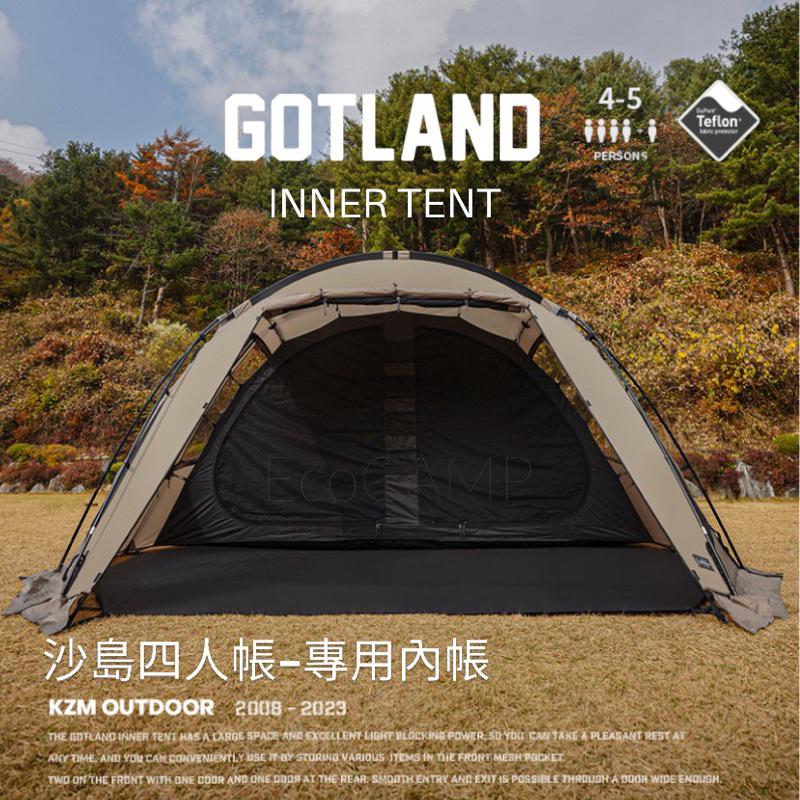 GOTLAND
INNER TENT
4-5
PERSONS
DuPont
Teflon
fabric protector
EcoCAMP
沙島四人帳-專用內帳
KZM OUTDOOR 2008 - 2023
THE GOTLAND INNER TENT HAS A LARGE SPACE AND EXCELLENT LIGHT BLOCKING POWER, SO YOU CAN TAKE A PLEASANT REST AT
ANY TIME, AND YOU CAN CONVENIENTLY USE IT BY STORING VARIOUS ITEMS IN THE FRONT MESH POCKET.
TWO ON THE FRONT WITH ONE DOOR AND ONE DOOR AT THE REAR, SMOOTH ENTRY AND EXIT IS POSSIBLE THROUGH A DOOR WIDE ENOUGH.